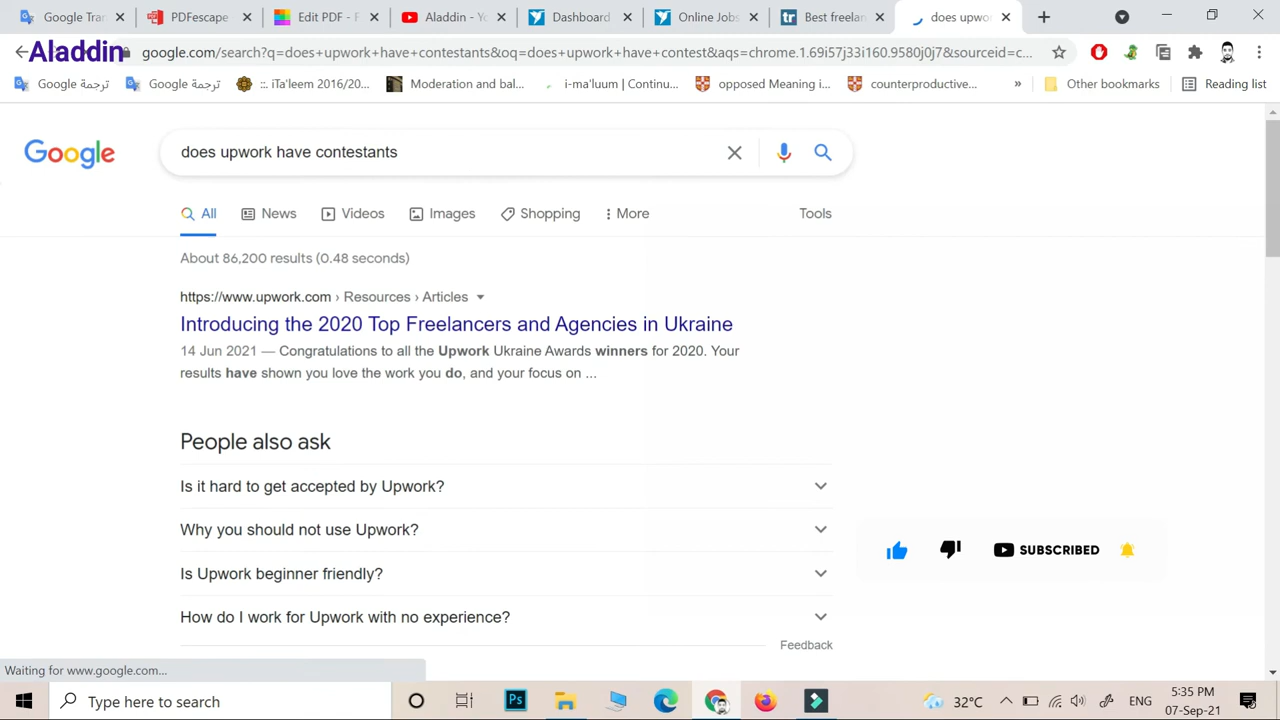 Google Tran
PDFescape
Edit PDF -
Aladdin - Yo
Dashboard
Online Jobs
Best freelan
does upwo
Aladdin
google.com/search?q=does+upwork+have+contestants&oq=does+upwork+have+contest&aqs=chrome.1.69i57j33i160.9580j0j7&sourceid=c...
ترجمة Google
ترجمة Google
.:: iTa'leem 2016/20...
Moderation and bal...
i-ma'luum | Continu...
opposed Meaning i...
counterproductive...
»
Other bookmarks
Reading list
Google
does upwork have contestants
All
News
Videos
Images
Shopping
More
Tools
About 86,200 results (0.48 seconds)
https://www.upwork.com › Resources › Articles
Introducing the 2020 Top Freelancers and Agencies in Ukraine
14 Jun 2021 — Congratulations to all the Upwork Ukraine Awards winners for 2020. Your
results have shown you love the work you do, and your focus on ...
People also ask
Is it hard to get accepted by Upwork?
Why you should not use Upwork?
SUBSCRIBED
Is Upwork beginner friendly?
How do I work for Upwork with no experience?
Feedback
Waiting for www.google.com...
Type here to search
Ps
32°C
ENG
5:35 PM
07-Sep-21